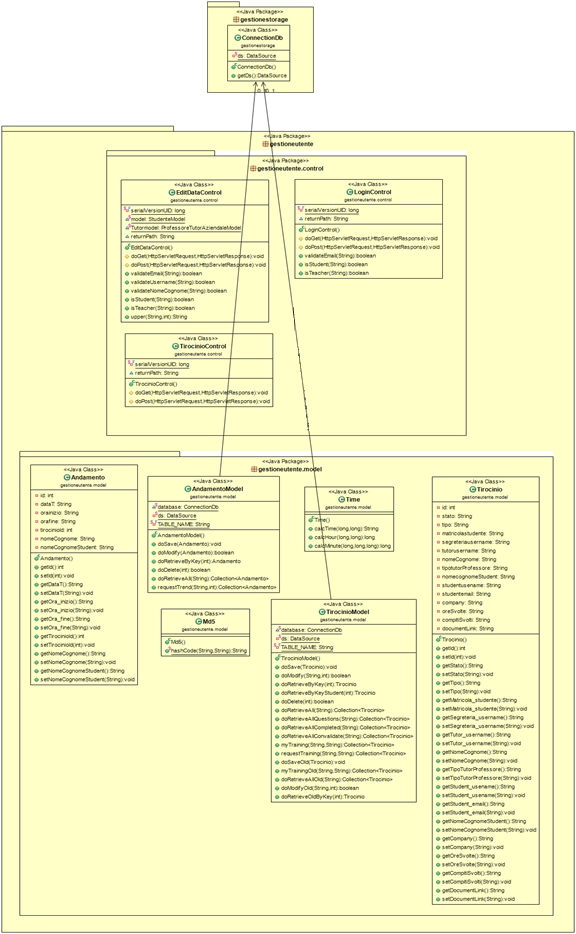 <<Java Package>>
gestionestorage
<<Java Class>>
ConnectionDb
gestionestorage
ds: DataSource
ConnectionDb()
getDs():DataSource
<<Java Package>>
gestioneutente
<<Java Package>>
gestioneutente.control
<<Java Class>>
EditDataControl
gestioneutente.control
serialVersionUID: long
model: StudenteModel
Tutormodel: ProfessoreTutorAziendaleModel
returnPath: String
EditDataControl()
doGet(HttpServletRequest,HttpServletResponse):void
doPost(HttpServletRequest,HttpServletResponse):void
validateEmail(String):boolean
validateUsername(String):boolean
validateNomeCognome(String):boolean
isStudent(String):boolean
isTeacher(String):boolean
upper(String,int):String
<<Java Class>>
LoginControl
gestioneutente.control
serialVersionUID: long
returnPath: String
LoginControl()
doGet(HttpServletRequest,HttpServletResponse):void
doPost(HttpServletRequest,HttpServletResponse):void
validateEmail(String):boolean
isStudent(String):boolean
isTeacher(String):boolean
<<Java Class>>
TirocinioControl
gestioneutente.control
serialVersionUID: long
returnPath: String
TirocinioControl()
doGet(HttpServletRequest,HttpServletResponse):void
doPost(HttpServletRequest,HttpServletResponse):void
<<Java Package>>
gestioneutente.model
<<Java Class>>
Andamento
gestioneutente.model
id: int
dataT: String
orainizio: String
orafine: String
tirocinioId: int
nomeCognome: String
nomeCognomeStudent: String
Andamento()
getId():int
setId(int):void
getDataT():String
setDataT(String):void
getOra_inizio():String
setOra_inizio(String):void
getOra_fine():String
setOra_fine(String):void
getTirocinioId():int
setTirocinioId(int):void
getNomeCognome():String
setNomeCognome(String):void
getNomeCognomeStudent():String
setNomeCognomeStudent(String):void
<<Java Class>>
AndamentoModel
gestioneutente.model
database: ConnectionDb
ds: DataSource
TABLE_NAME: String
AndamentoModel()
doSave(Andamento):void
doModify(Andamento):boolean
doRetrieveByKey(int):Andamento
doDelete(int):boolean
doRetrieveAll(String):Collection<Andamento>
requestTrend(String,int):Collection<Andamento>
<<Java Class>>
Md5
gestioneutente.model
Md5()
hashCode(String,String):String
<<Java Class>>
Time
gestioneutente.model
Time()
calcTime(long,long):String
calcHour(long,long):long
calcMinute(long,long,long):long
<<Java Class>>
TirocinioModel
gestioneutente.model
database: ConnectionDb
ds: DataSource
TABLE_NAME: String
TirocinioModel()
doSave(Tirocinio):void
doModify(String,int):boolean
doRetrieveByKey(int):Tirocinio
doRetrieveByKeyStudent(int):Tirocinio
doDelete(int):boolean
doRetrieveAll(String):Collection<Tirocinio>
doRetrieveAllQuestions(String):Collection<Tirocinio>
doRetrieveAllCompleted(String):Collection<Tirocinio>
doRetrieveAllConvalidate(String):Collection<Tirocinio>
myTraining(String,String):Collection<Tirocinio>
requestTraining(String,String):Collection<Tirocinio>
doSaveOld(Tirocinio):void
myTrainingOld(String,String):Collection<Tirocinio>
doRetrieveAllOld(String):Collection<Tirocinio>
doModifyOld(String,int):boolean
doRetrieveOldByKey(int):Tirocinio
<<Java Class>>
Tirocinio
gestioneutente.model
id: int
stato: String
tipo: String
matricolastudente: String
segreteriausername: String
tutorusername: String
nomeCognome: String
tipotutorProfessore: String
nomecognomeStudent: String
studentusername: String
studentemail: String
company: String
oreSvolte: String
compitiSvolti: String
documentLink: String
Tirocinio()
getId():int
setId(int):void
getStato():String
setStato(String):void
getTipo():String
setTipo(String):void
getMatricola_studente():String
setMatricola_studente(String):void
getSegreteria_username():String
setSegreteria_username(String):void
getTutor_username():String
setTutor_username(String):void
getNomeCognome():String
setNomeCognome(String):void
getTipoTutorProfessore():String
setTipoTutorProfessore(String):void
getStudent_usename():String
setStudent_usename(String):void
getStudent_email():String
setStudent_email(String):void
getNomeCognomeStudent():String
setNomeCognomeStudent(String):void
getCompany():String
setCompany(String):void
getOreSvolte():String
setOreSvolte(String):void
getCompitiSvolti():String
setCompitiSvolti(String):void
getDocumentLink():String
setDocumentLink(String):void